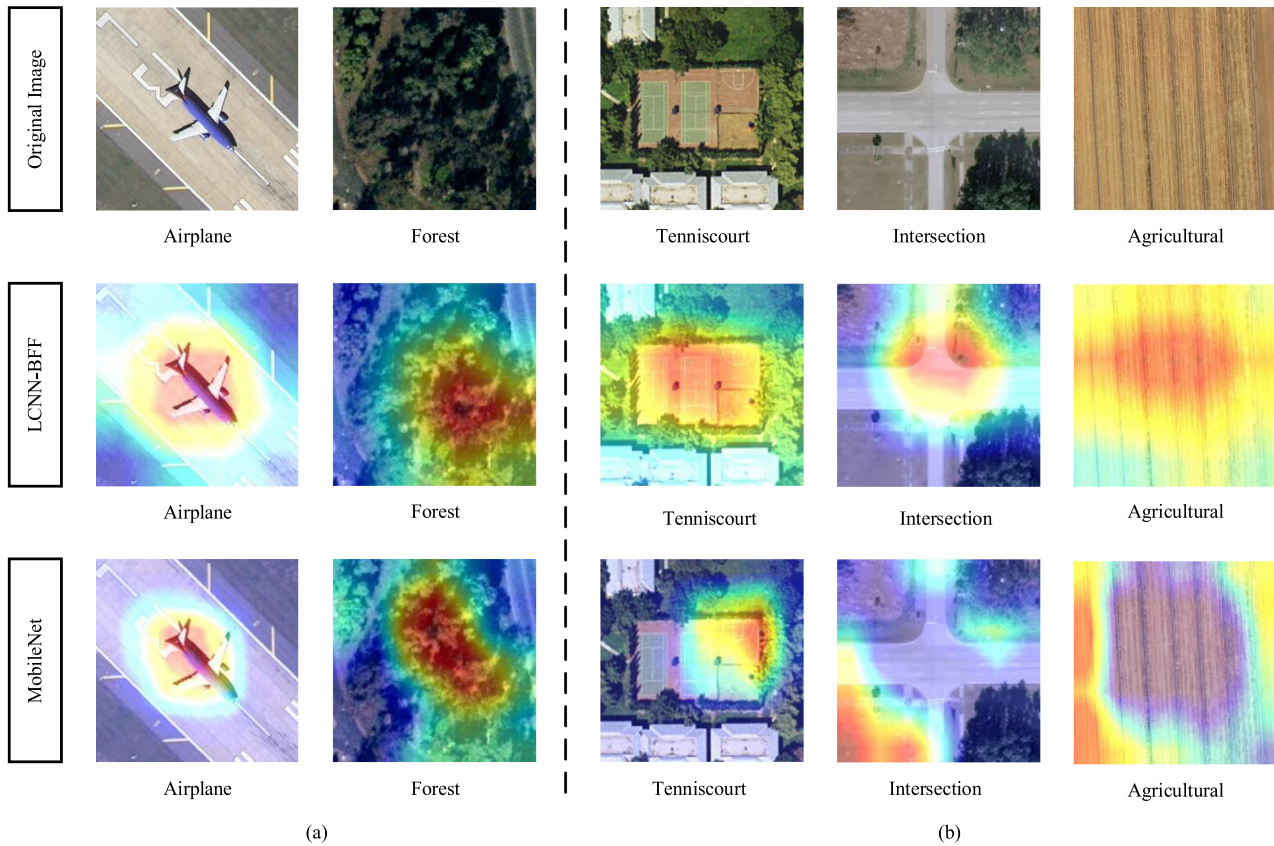 Original Image
Airplane
Forest
Tenniscourt
Intersection
Agricultural
LCNN-BFF
Airplane
Forest
Tenniscourt
Intersection
Agricultural
MobileNet
Airplane
Forest
Tenniscourt
Intersection
Agricultural
(a)
(b)